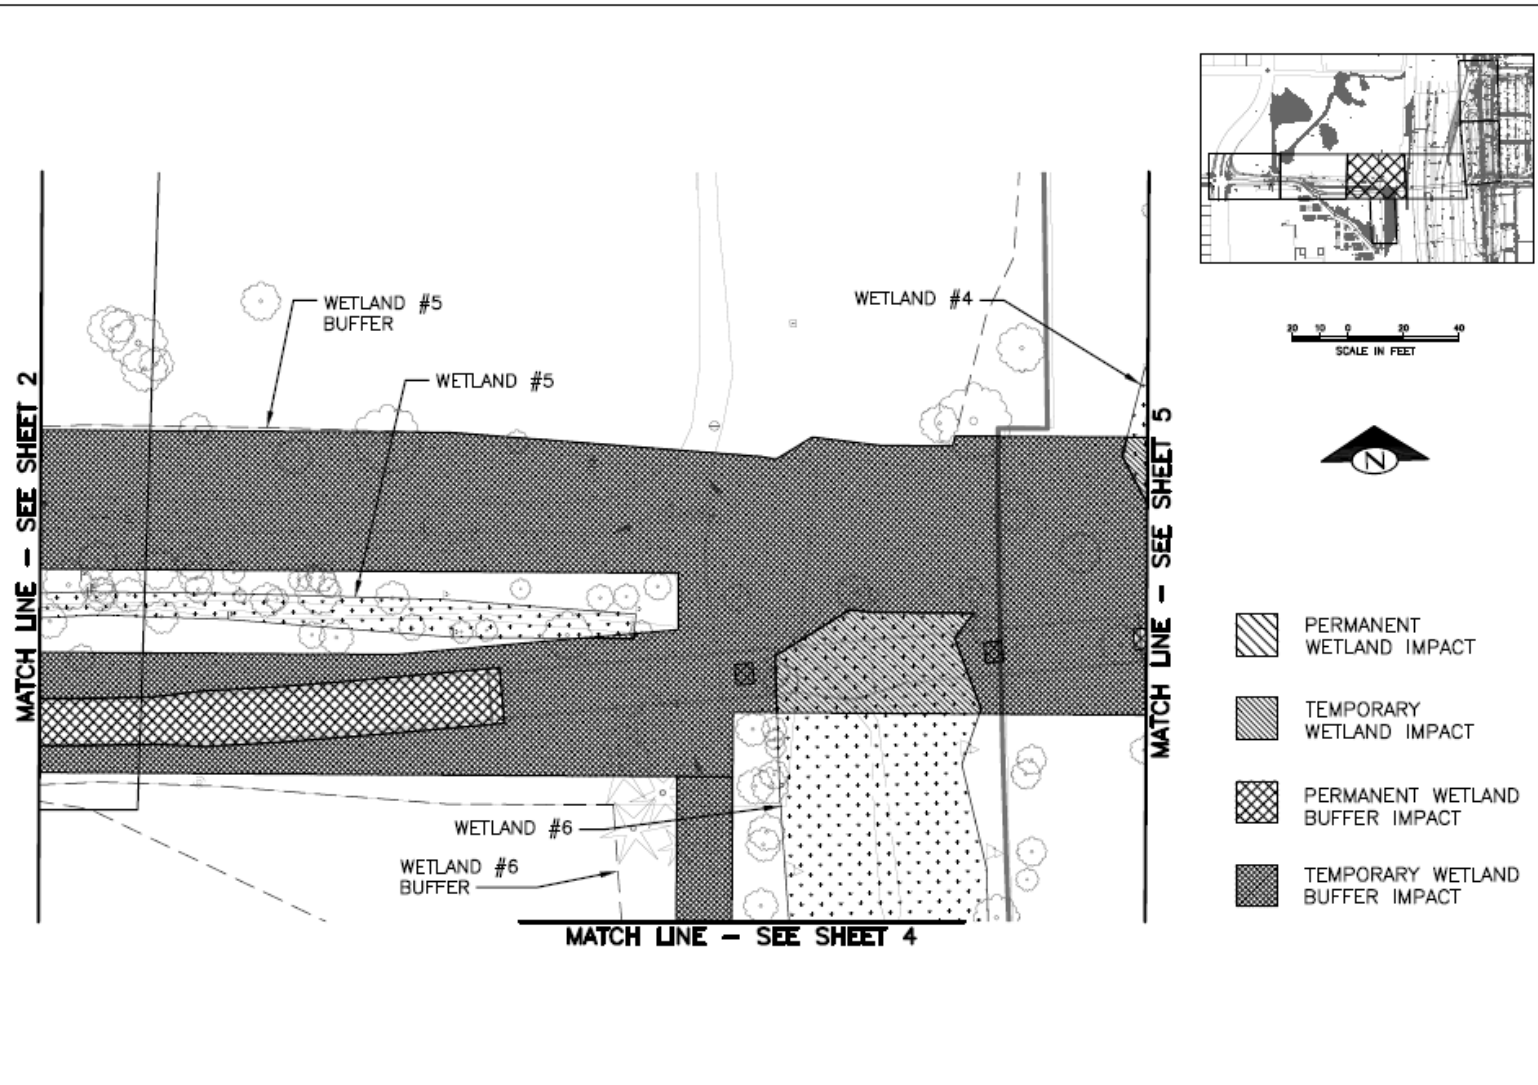 WETLAND #5
BUFFER
WETLAND #5
WETLAND #4
MATCH LINE - SEE SHEET 2
MATCH LINE - SEE SHEET 5
WETLAND #6
WETLAND #6
BUFFER
MATCH LINE - SEE SHEET 4
20 10 0 20 40
SCALE IN FEET
N
PERMANENT
WETLAND IMPACT
TEMPORARY
WETLAND IMPACT
PERMANENT WETLAND
BUFFER IMPACT
TEMPORARY WETLAND
BUFFER IMPACT